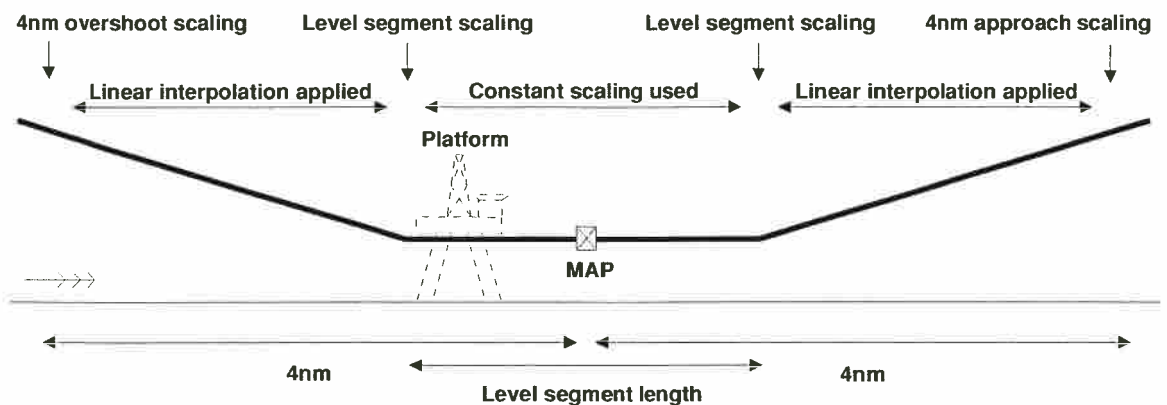 4nm overshoot scaling
Level segment scaling
Level segment scaling
4nm approach scaling
Linear interpolation applied
Constant scaling used
Linear interpolation applied
Platform
MAP
4nm
4nm
Level segment length